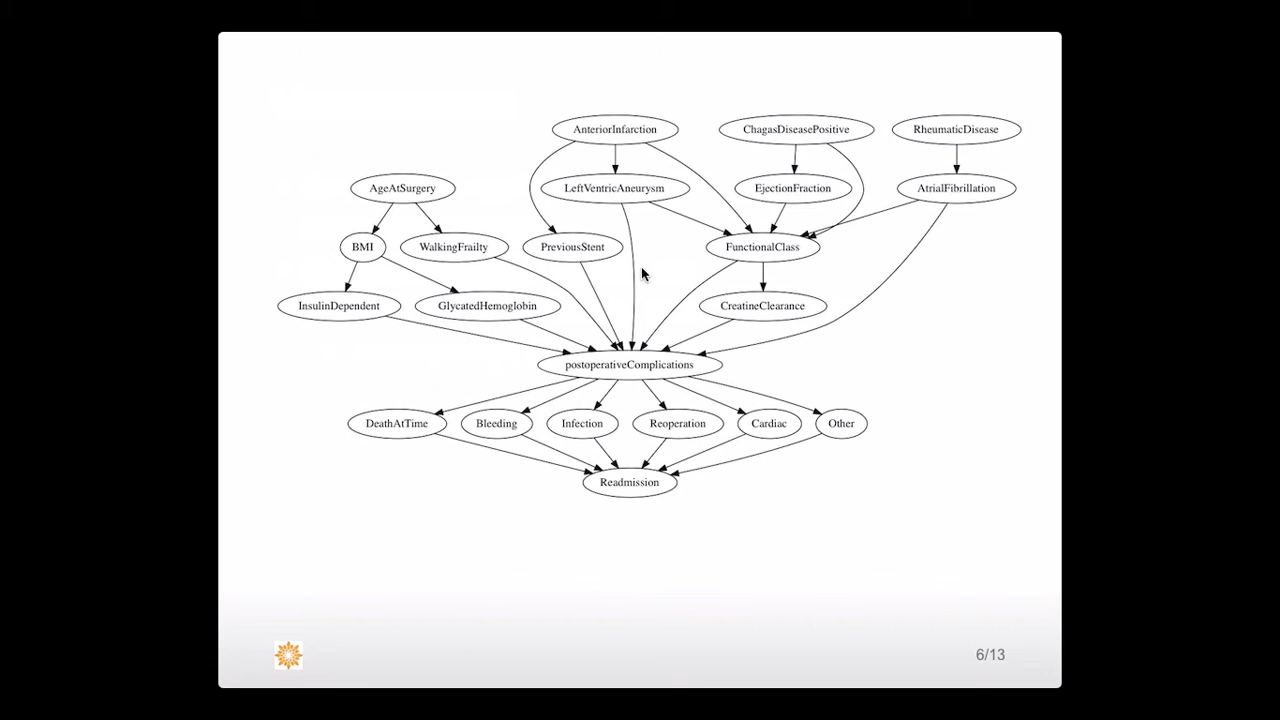 AnteriorInfarction
ChagasDiseasePositive
RheumaticDisease
AgeAtSurgery
LeftVentricAneurysm
EjectionFraction
AtrialFibrillation
BMI
WalkingFrailty
PreviousStent
FunctionalClass
InsulinDependent
GlycatedHemoglobin
CreatineClearance
postoperativeComplications
DeathAtTime
Bleeding
Infection
Reoperation
Cardiac
Other
Readmission
6/13